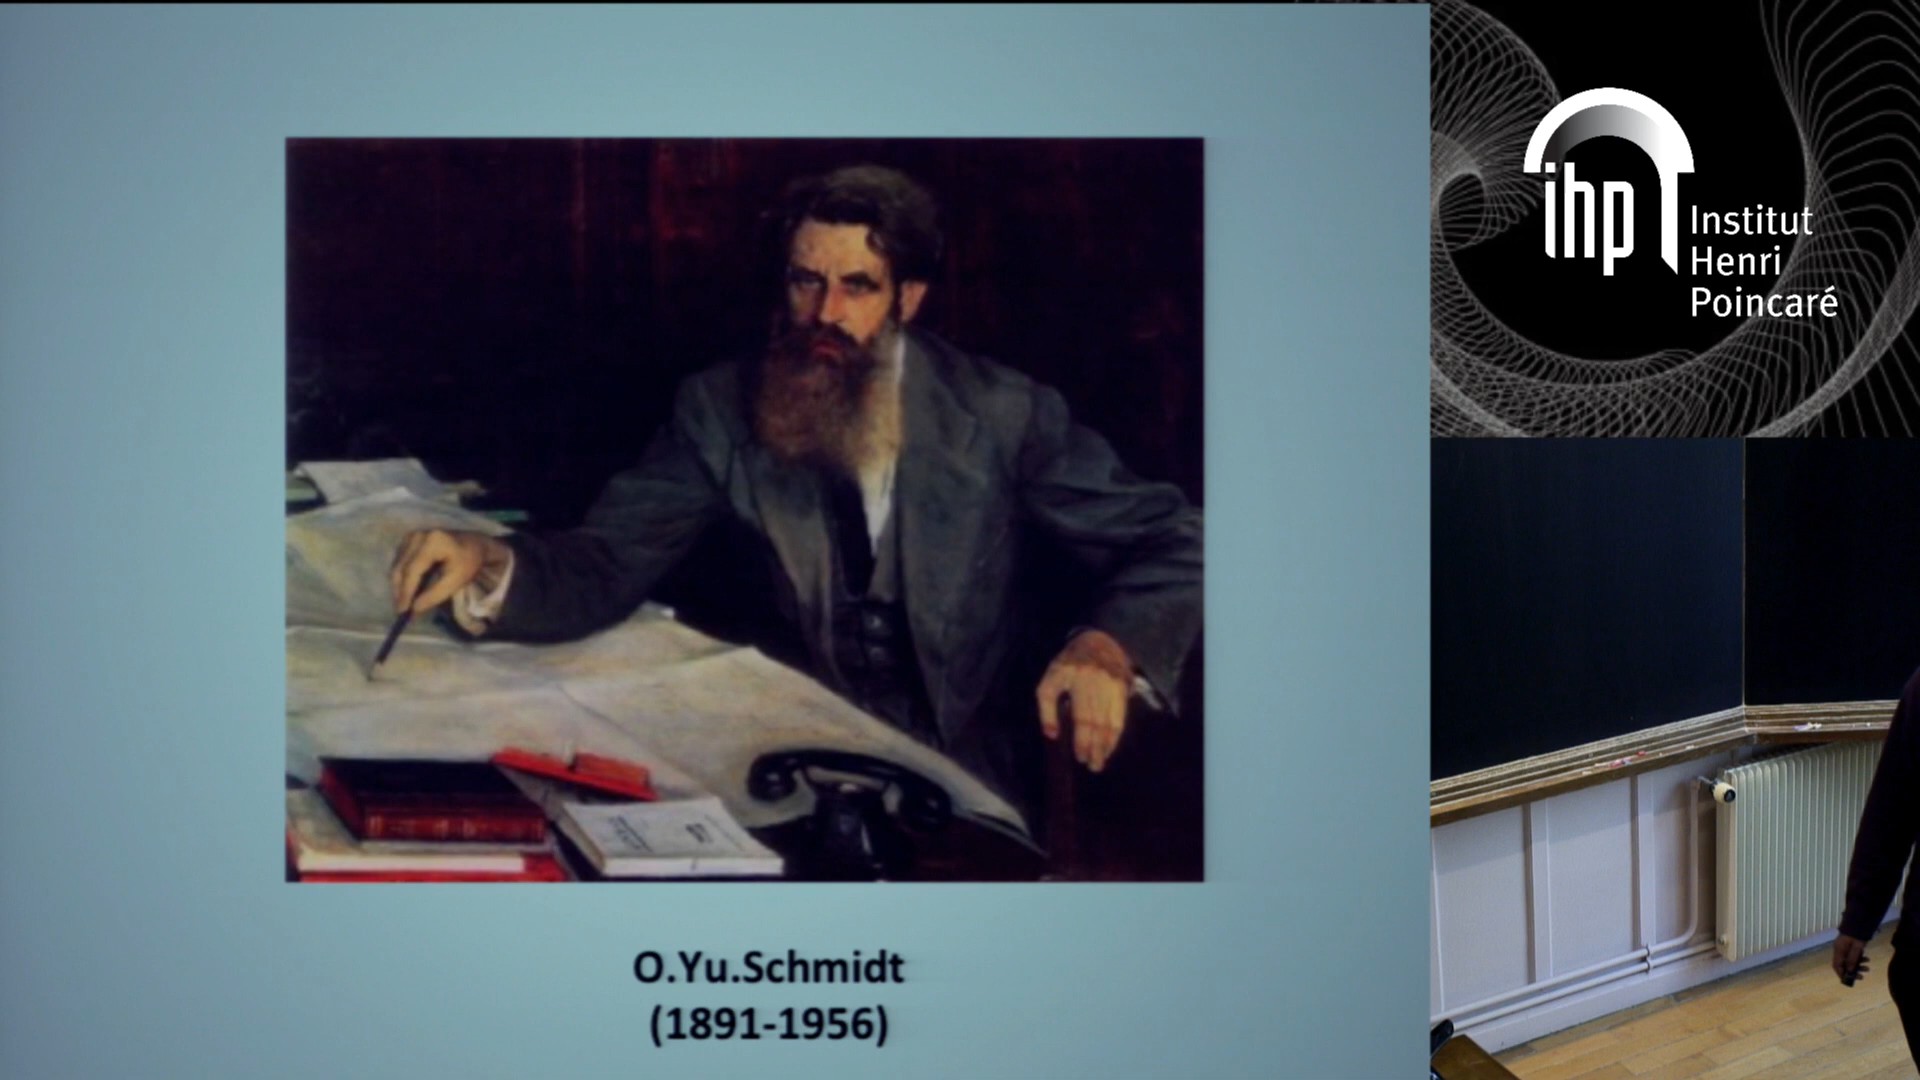 O.Yu.Schmidt
(1891-1956)
ihp
Institut
Henri
Poincaré